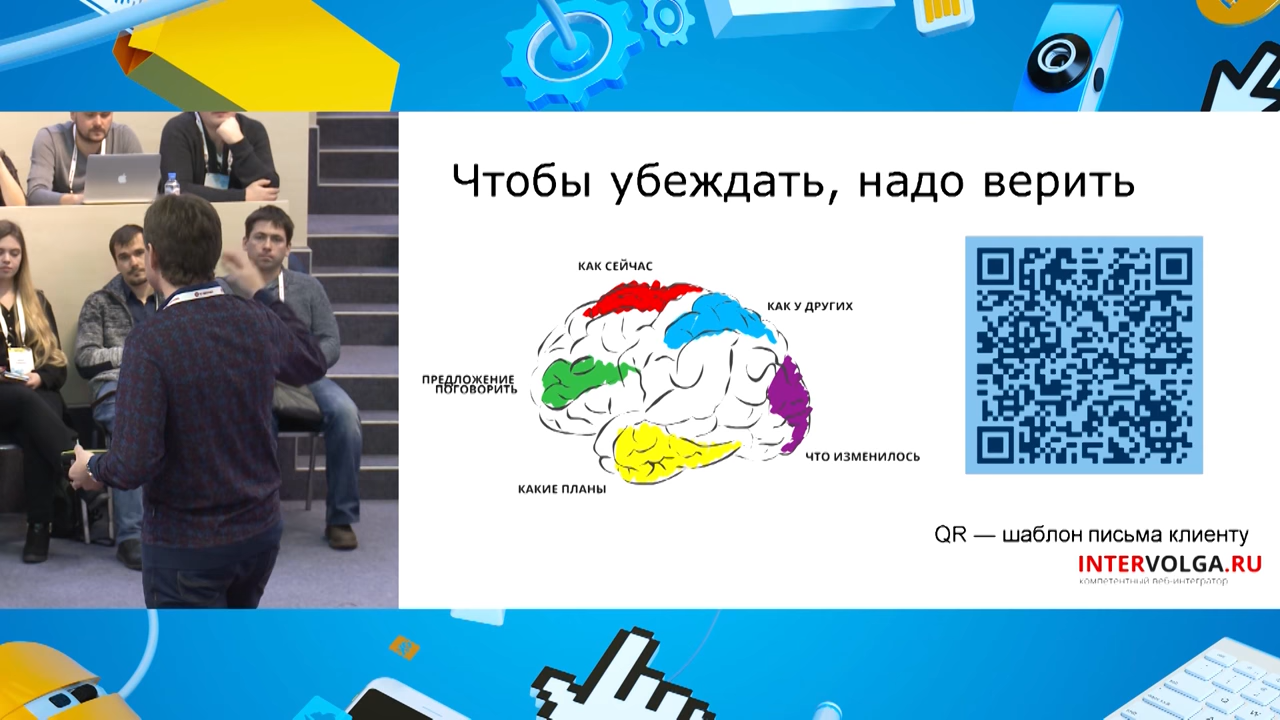 Чтобы убеждать, надо верить
КАК СЕЙЧАС
КАК У ДРУГИХ
ПРЕДЛОЖЕНИЕ
ПОГОВОРИТЬ
ЧТО ИЗМЕНИЛОСЬ
КАКИЕ ПЛАНЫ
QR — шаблон письма клиенту
INTERVOLGA.RU
компетентный веб-интегратор